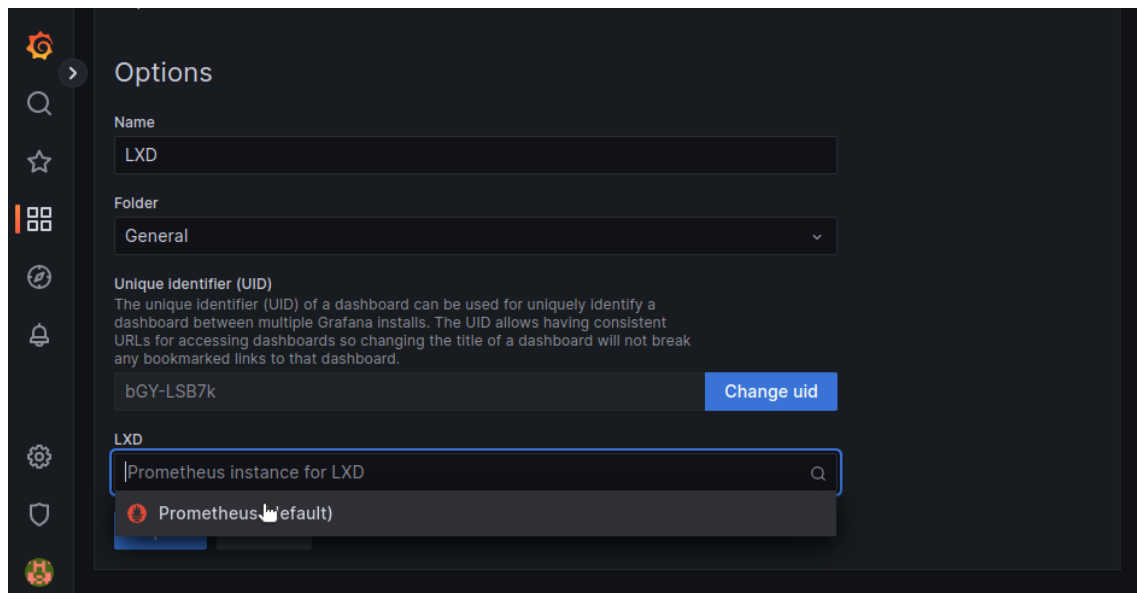 Options
Name
LXD
Folder
General
Unique identifier (UID)
The unique identifier (UID) of a dashboard can be used for uniquely identify a
dashboard between multiple Grafana installs. The UID allows having consistent
URLs for accessing dashboards so changing the title of a dashboard will not break
any bookmarked links to that dashboard.
bGY-LSB7k
Change uid
LXD
Prometheus instance for LXD
Prometheus efault)